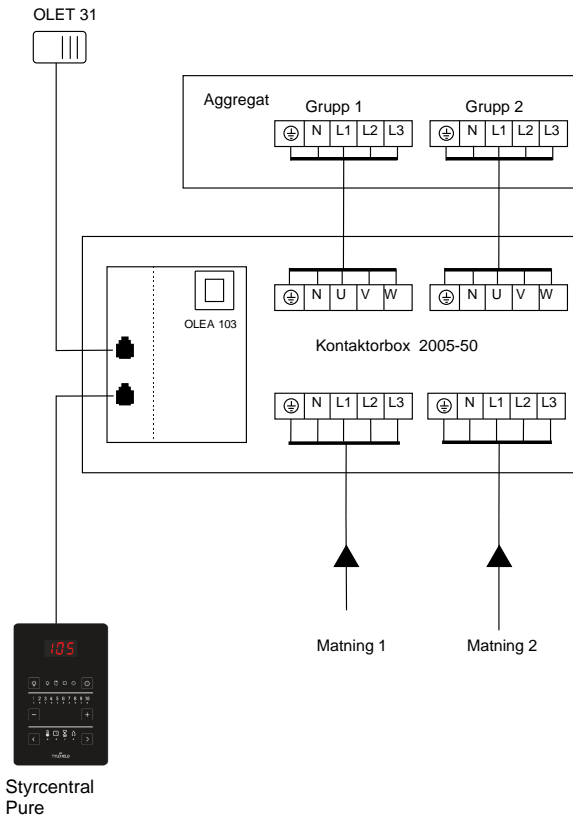 OLET 31
Aggregat
Grupp 1
Grupp 2
N L1 L2 L3
N L1 L2 L3
N U V W
N U V W
OLEA 103
Kontaktorbox 2005-50
N L1 L2 L3
N L1 L2 L3
Matning 1
Matning 2
105
1 2 3 4 5 6 7 8 9 10
TYLÖHELO
Styrcentral
Pure